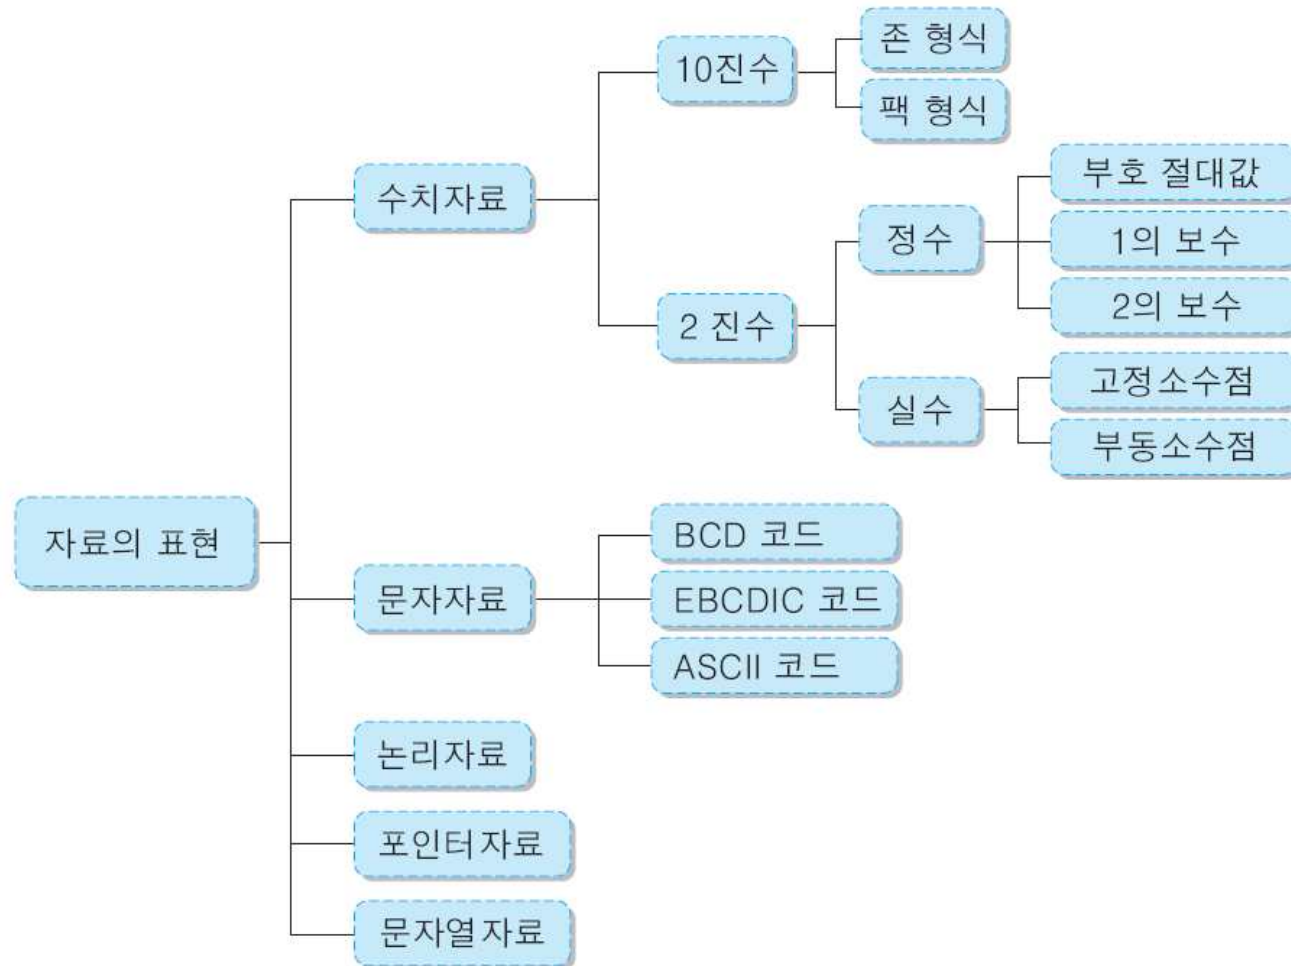 자료의 표현
수치자료
10진수
존 형식
팩 형식
2 진수
정수
부호 절대값
1의 보수
2의 보수
실수
고정소수점
부동소수점
문자자료
BCD 코드
EBCDIC 코드
ASCII 코드
논리자료
포인터자료
문자열자료